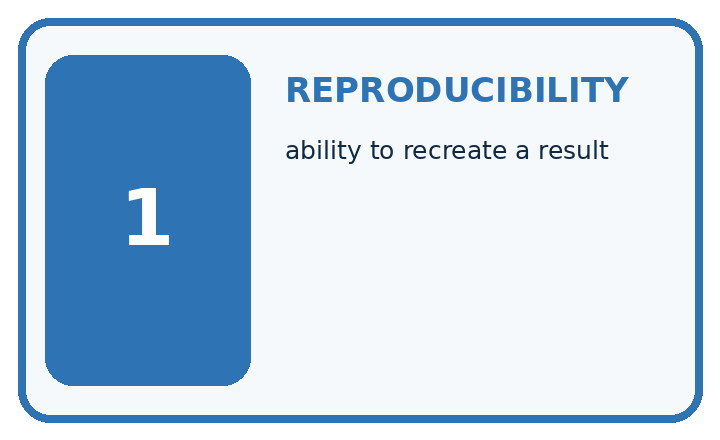 1
REPRODUCIBILITY
ability to recreate a result